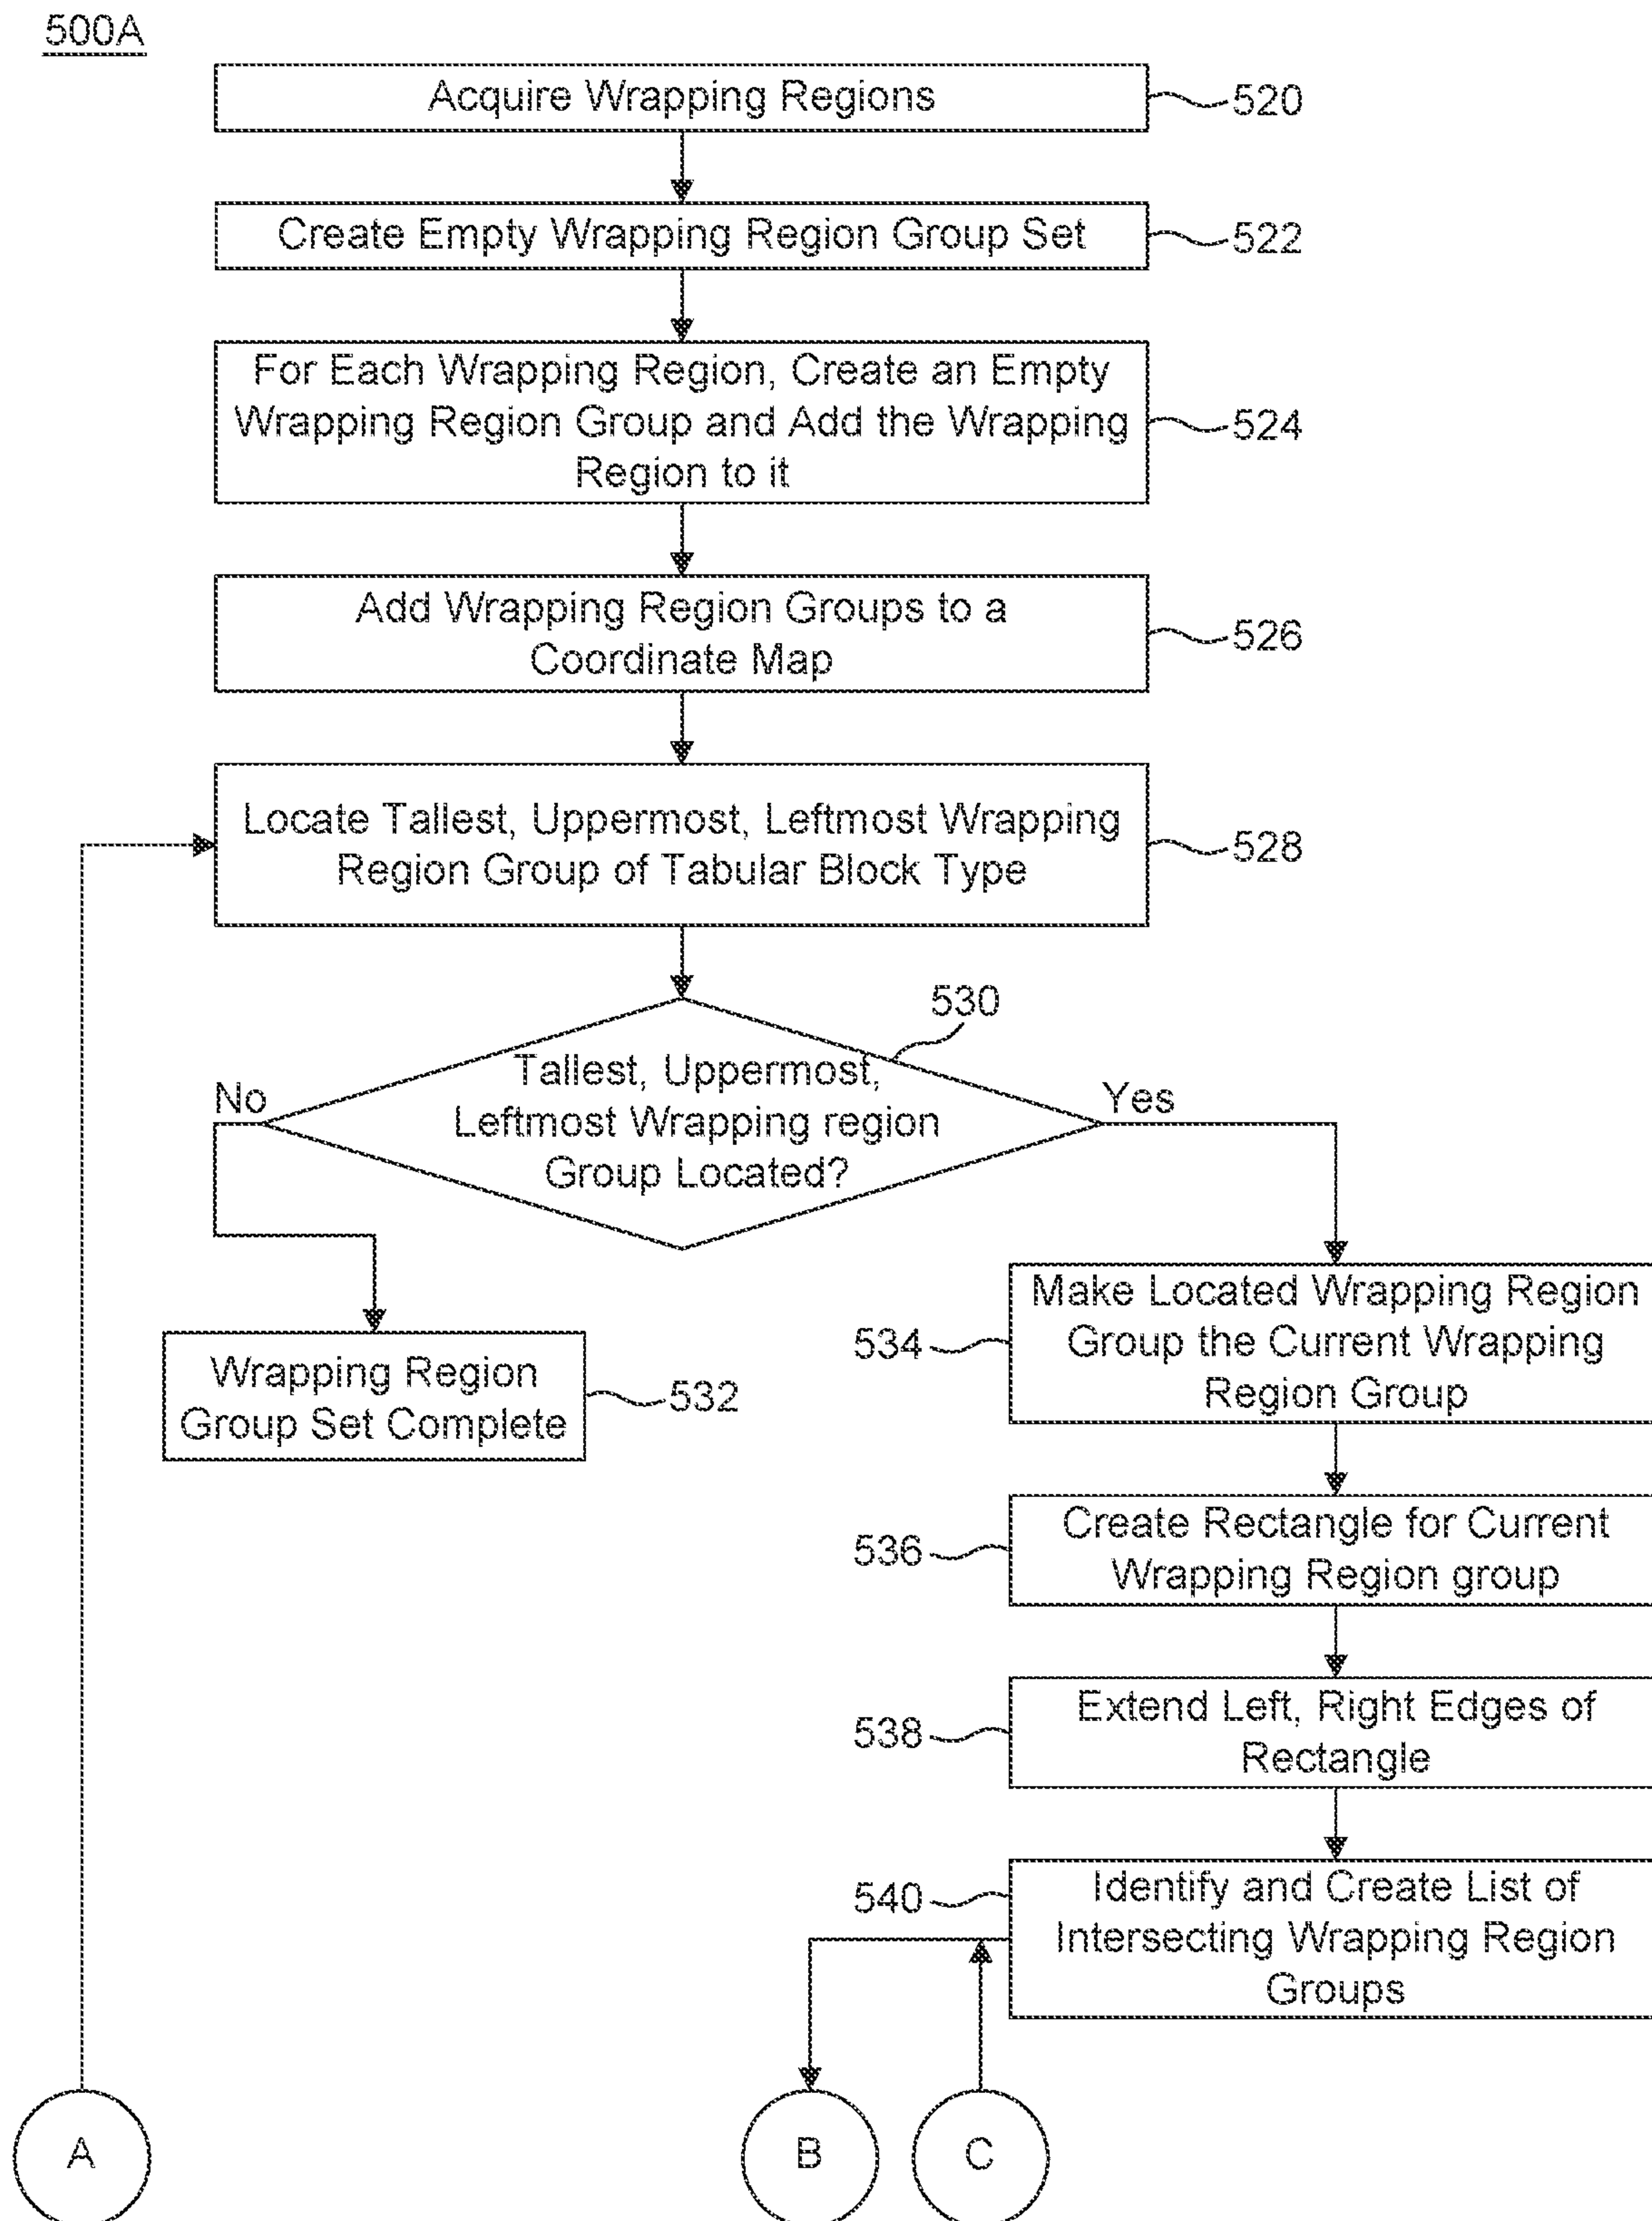 500A
Acquire Wrapping Regions
520
Create Empty Wrapping Region Group Set
522
For Each Wrapping Region, Create an Empty
Wrapping Region Group and Add the Wrapping
Region to it
524
Add Wrapping Region Groups to a
Coordinate Map
526
Locate Tallest, Uppermost, Leftmost Wrapping
Region Group of Tabular Block Type
528
530
Tallest, Uppermost,
Leftmost Wrapping region
Group Located?
No
Yes
Wrapping Region
Group Set Complete
532
Make Located Wrapping Region
Group the Current Wrapping
Region Group
534
Create Rectangle for Current
Wrapping Region group
536
Extend Left, Right Edges of
Rectangle
538
Identify and Create List of
Intersecting Wrapping Region
Groups
540
A
B
C